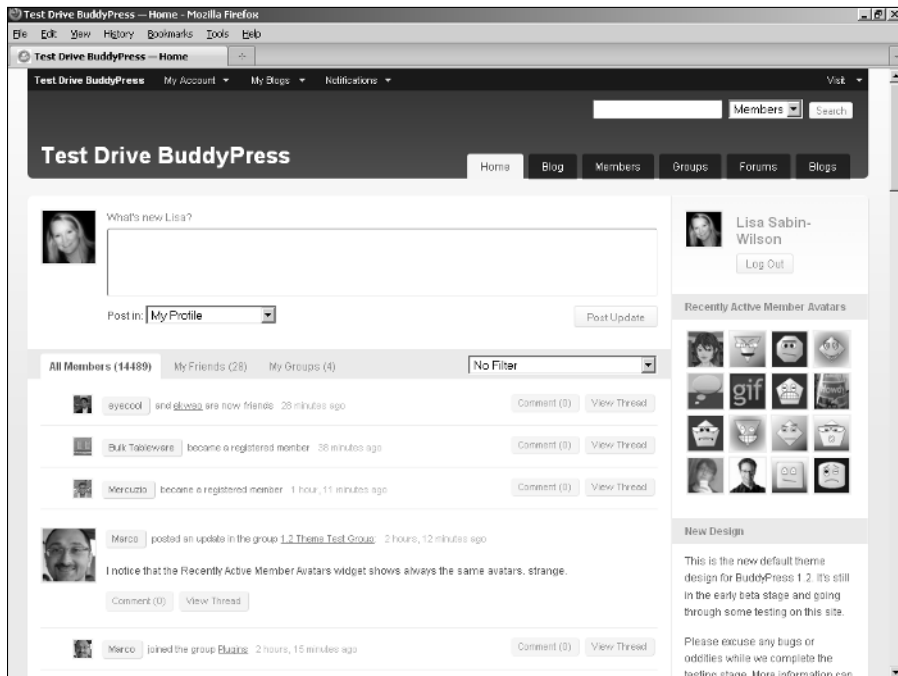 Test Drive BuddyPress — Home - Mozilla Firefox
File Edit View History Bookmarks Tools Help
Test Drive BuddyPress — Home
Test Drive BuddyPress My Account My Blogs Notifications Visit
Members Search
Test Drive BuddyPress
Home Blog Members Groups Forums Blogs
What's new Lisa?
Post in: My Profile Post Update
Lisa Sabin-
Wilson
Log Out
Recently Active Member Avatars
gif
All Members (14489) My Friends (28) My Groups (4) No Filter
eyecool and ekwao are now friends 26 minutes ago Comment (0) View Thread
Bulk Tableware became a registered member 38 minutes ago Comment (0) View Thread
Mercuzio became a registered member 1 hour, 11 minutes ago Comment (0) View Thread
Marco posted an update in the group 1.2 Theme Test Group: 2 hours, 12 minutes ago
I notice that the Recently Active Member Avatars widget shows always the same avatars. strange.
Comment (0) View Thread
Marco joined the group Plugins 2 hours, 15 minutes ago Comment (0) View Thread
New Design
This is the new default theme
design for BuddyPress 1.2. It's still
in the early beta stage and going
through some testing on this site.
Please excuse any bugs or
oddities while we complete the
testing stage. More information can